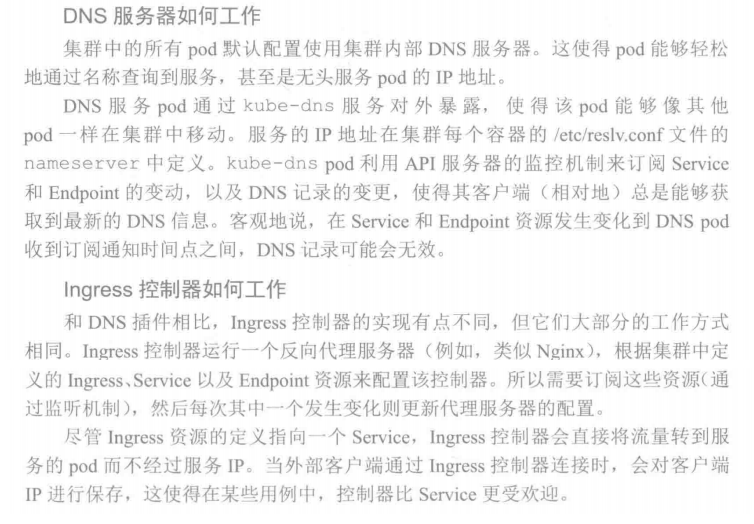 DNS 服务器如何工作
集群中的所有 pod 默认配置使用集群内部 DNS 服务器。这使得 pod 能够轻松
地通过名称查询到服务，甚至是无头服务 pod 的 IP 地址。
DNS 服务 pod 通过 kube-dns 服务对外暴露，使得该 pod 能够像其他
pod 一样在集群中移动。服务的 IP 地址在集群每个容器的 /etc/reslv.conf 文件的
nameserver 中定义。kube-dns pod 利用 API 服务器的监控机制来订阅 Service
和 Endpoint 的变动，以及 DNS 记录的变更，使得其客户端（相对地）总是能够获
取到最新的 DNS 信息。客观地说，在 Service 和 Endpoint 资源发生变化到 DNS pod
收到订阅通知时间点之间，DNS 记录可能会无效。
Ingress 控制器如何工作
和 DNS 插件相比，Ingress 控制器的实现有点不同，但它们大部分的工作方式
相同。Ingress 控制器运行一个反向代理服务器（例如，类似 Nginx），根据集群中定
义的 Ingress、Service 以及 Endpoint 资源来配置该控制器。所以需要订阅这些资源（通
过监听机制），然后每次其中一个发生变化则更新代理服务器的配置。
尽管 Ingress 资源的定义指向一个 Service，Ingress 控制器会直接将流量转到服
务的 pod 而不经过服务 IP。当外部客户端通过 Ingress 控制器连接时，会对客户端
IP 进行保存，这使得在某些用例中，控制器比 Service 更受欢迎。